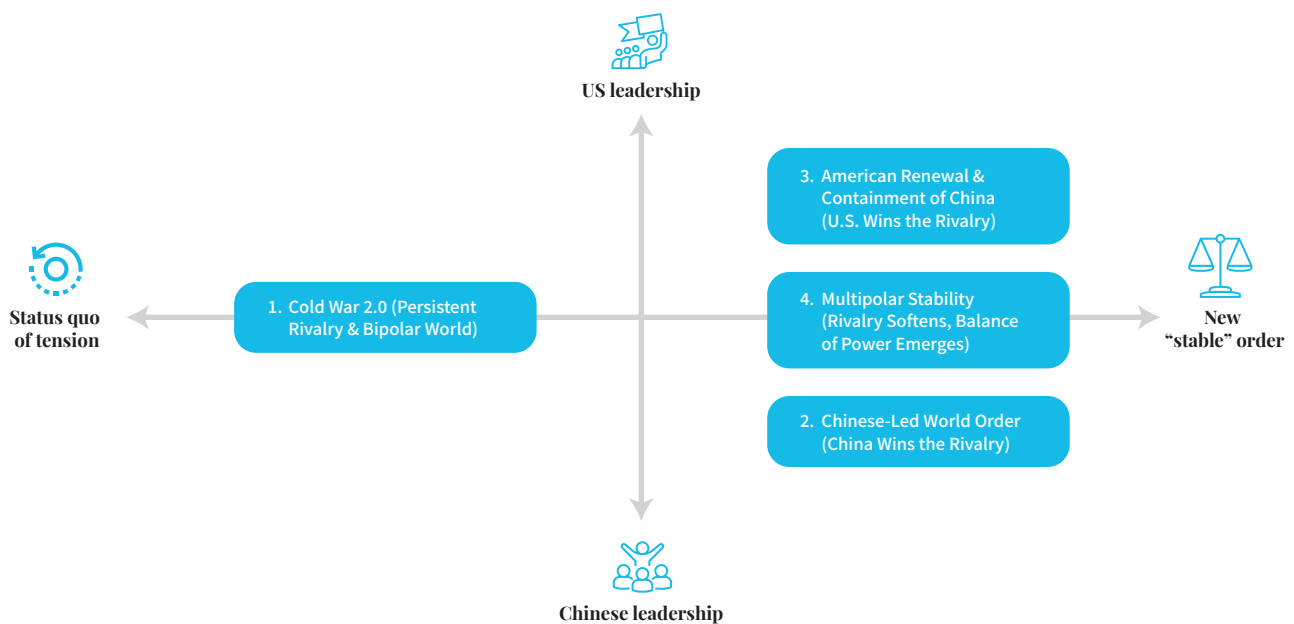 US leadership
3. American Renewal &
Containment of China
(U.S. Wins the Rivalry)
Status quo
of tension
1. Cold War 2.0 (Persistent
Rivalry & Bipolar World)
4. Multipolar Stability
(Rivalry Softens, Balance
of Power Emerges)
New
“stable” order
2. Chinese-Led World Order
(China Wins the Rivalry)
Chinese leadership